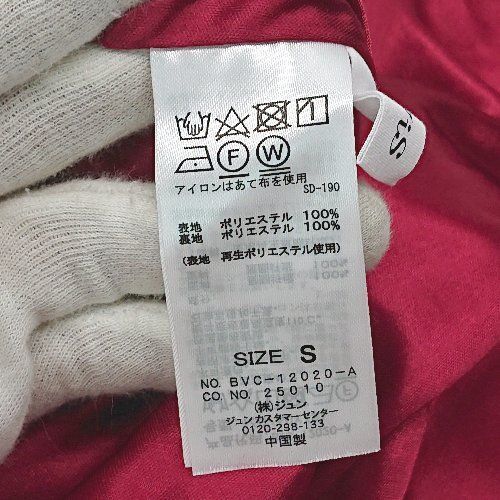 F W
アイロンはあて布を使用
SD-190
表地 ポリエステル 100%
裏地 ポリエステル 100%
(表地 再生ポリエステル使用)
SIZE S
NO. BVC-12020-A
CO. NO. 25010
(株)ジュン
ジュンカスタマーセンター
0120-298-133
中国製